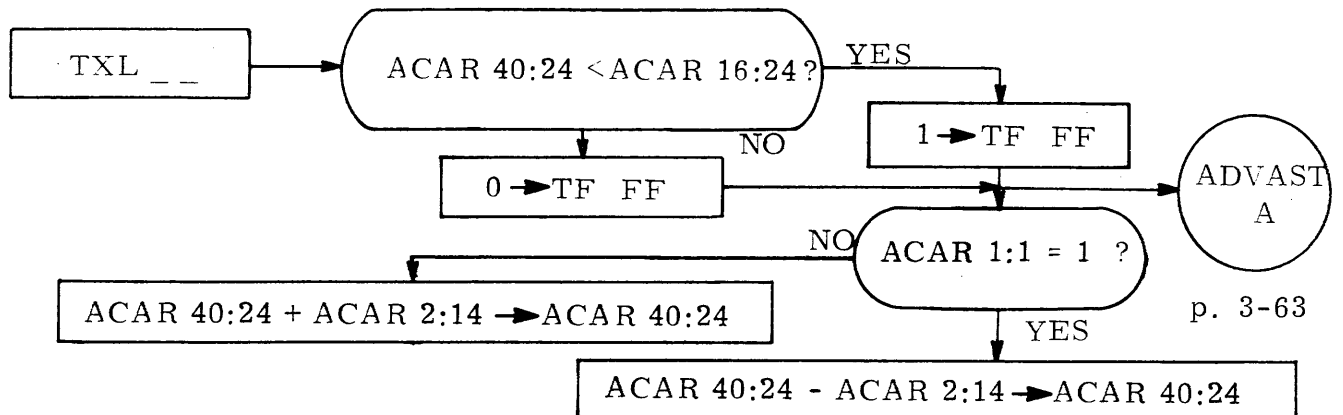 TXL _ _
ACAR 40:24 < ACAR 16:24 ?
YES
NO
1 → TF FF
0 → TF FF
ADVAST
A
NO
ACAR 1:1 = 1 ?
p. 3-63
ACAR 40:24 + ACAR 2:14 → ACAR 40:24
YES
ACAR 40:24 - ACAR 2:14 → ACAR 40:24